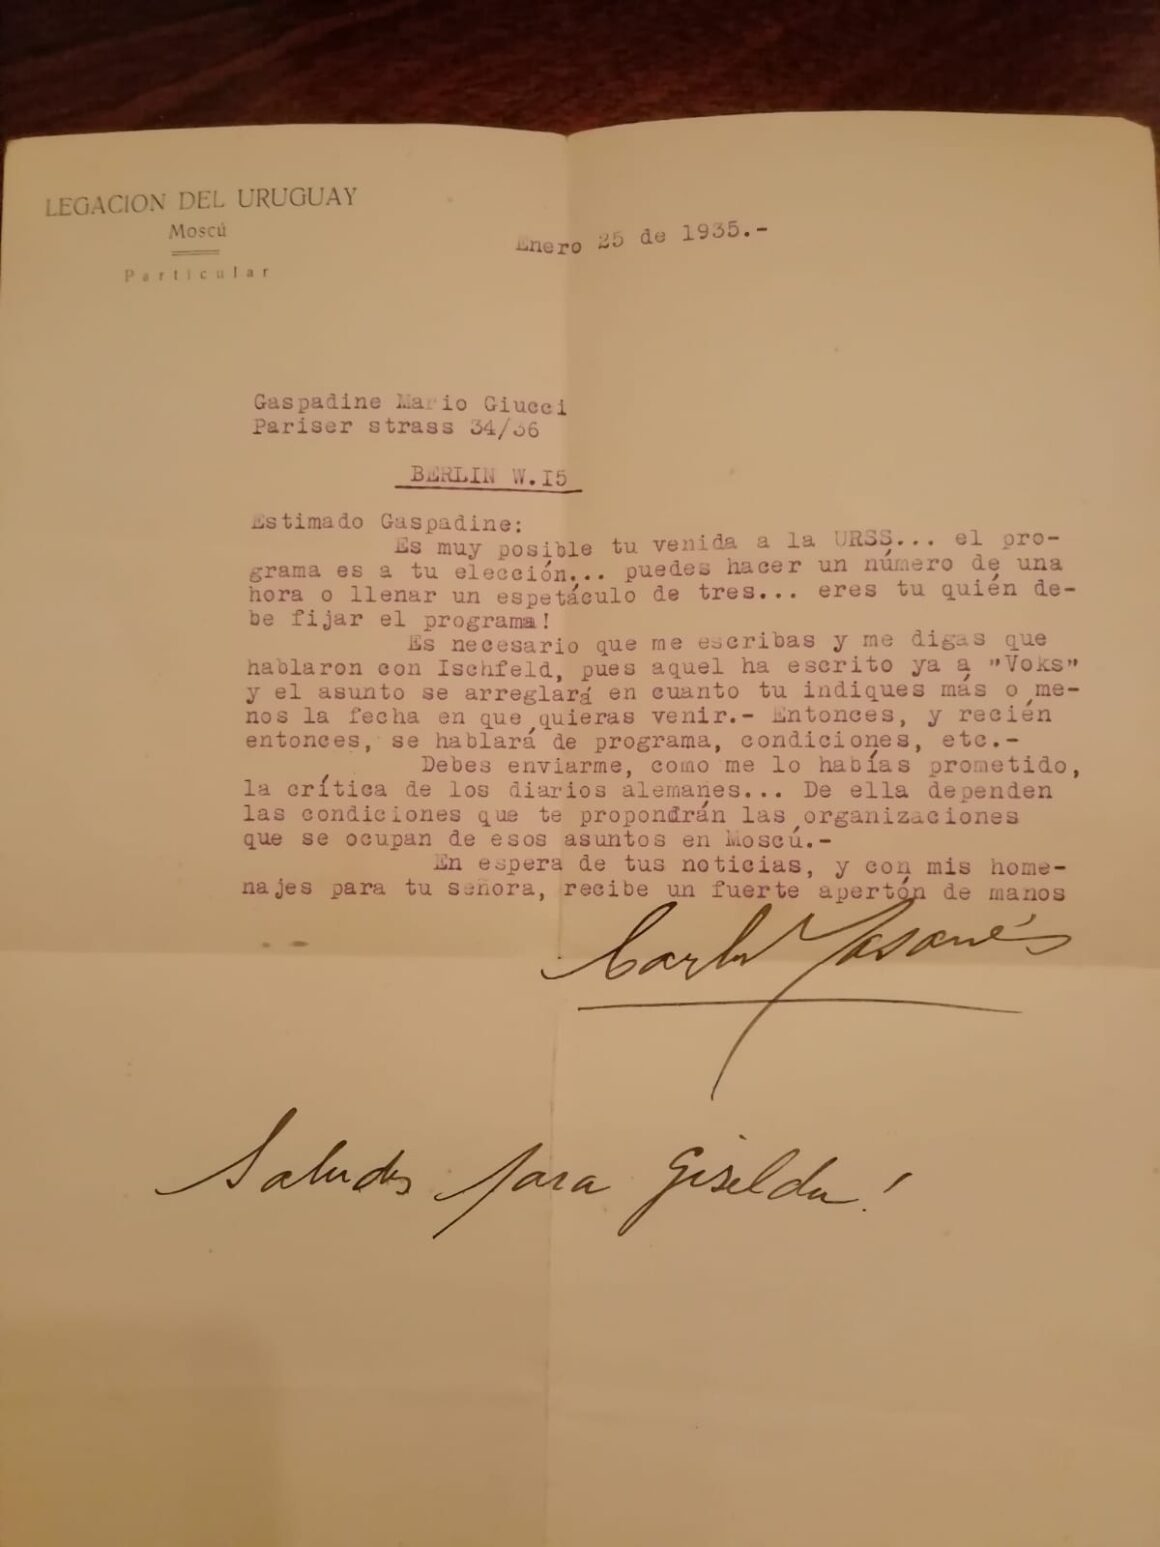 LEGACION DEL URUGUAY
Moscú
Particular
Enero 25 de 1935.-
Gaspadine Mario Giucci
Pariser strass 34/36
BERLIN W.I5
Estimado Gaspadine:
Es muy posible tu venida a la URSS... el pro-
grama es a tu elección... puedes hacer un número de una
hora o llenar un espetáculo de tres... eres tu quién de-
be fijar el programa!
Es necesario que me escribas y me digas que
hablaron con Ischfeld, pues aquel ha escrito ya a "Voks"
y el asunto se arreglará en cuanto tu indiques más o me-
nos la fecha en que quieras venir.- Entonces, y recién
entonces, se hablará de programa, condiciones, etc.-
Debes enviarme, como me lo habías prometido,
la crítica de los diarios alemanes... De ella dependen
las condiciones que te propondrán las organizaciones
que se ocupan de esos asuntos en Moscú.-
En espera de tus noticias, y con mis home-
najes para tu señora, recibe un fuerte apertón de manos
Carlos Masanés
Saludos para Giselda!